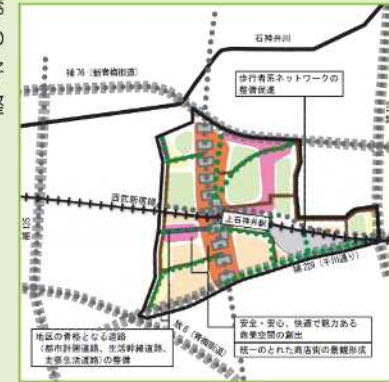 石神井川
補76（新青梅街道）
歩行者系ネットワークの
整備促進
西武新宿線
上石神井駅
補229（千川通り）
放6（青梅街道）
地区の骨格となる道路
（都市計画道路、生活幹線道路、
主要生活道路）の整備
安全・安心、快適で魅力ある
商業空間の創出
統一のとれた商店街の景観形成